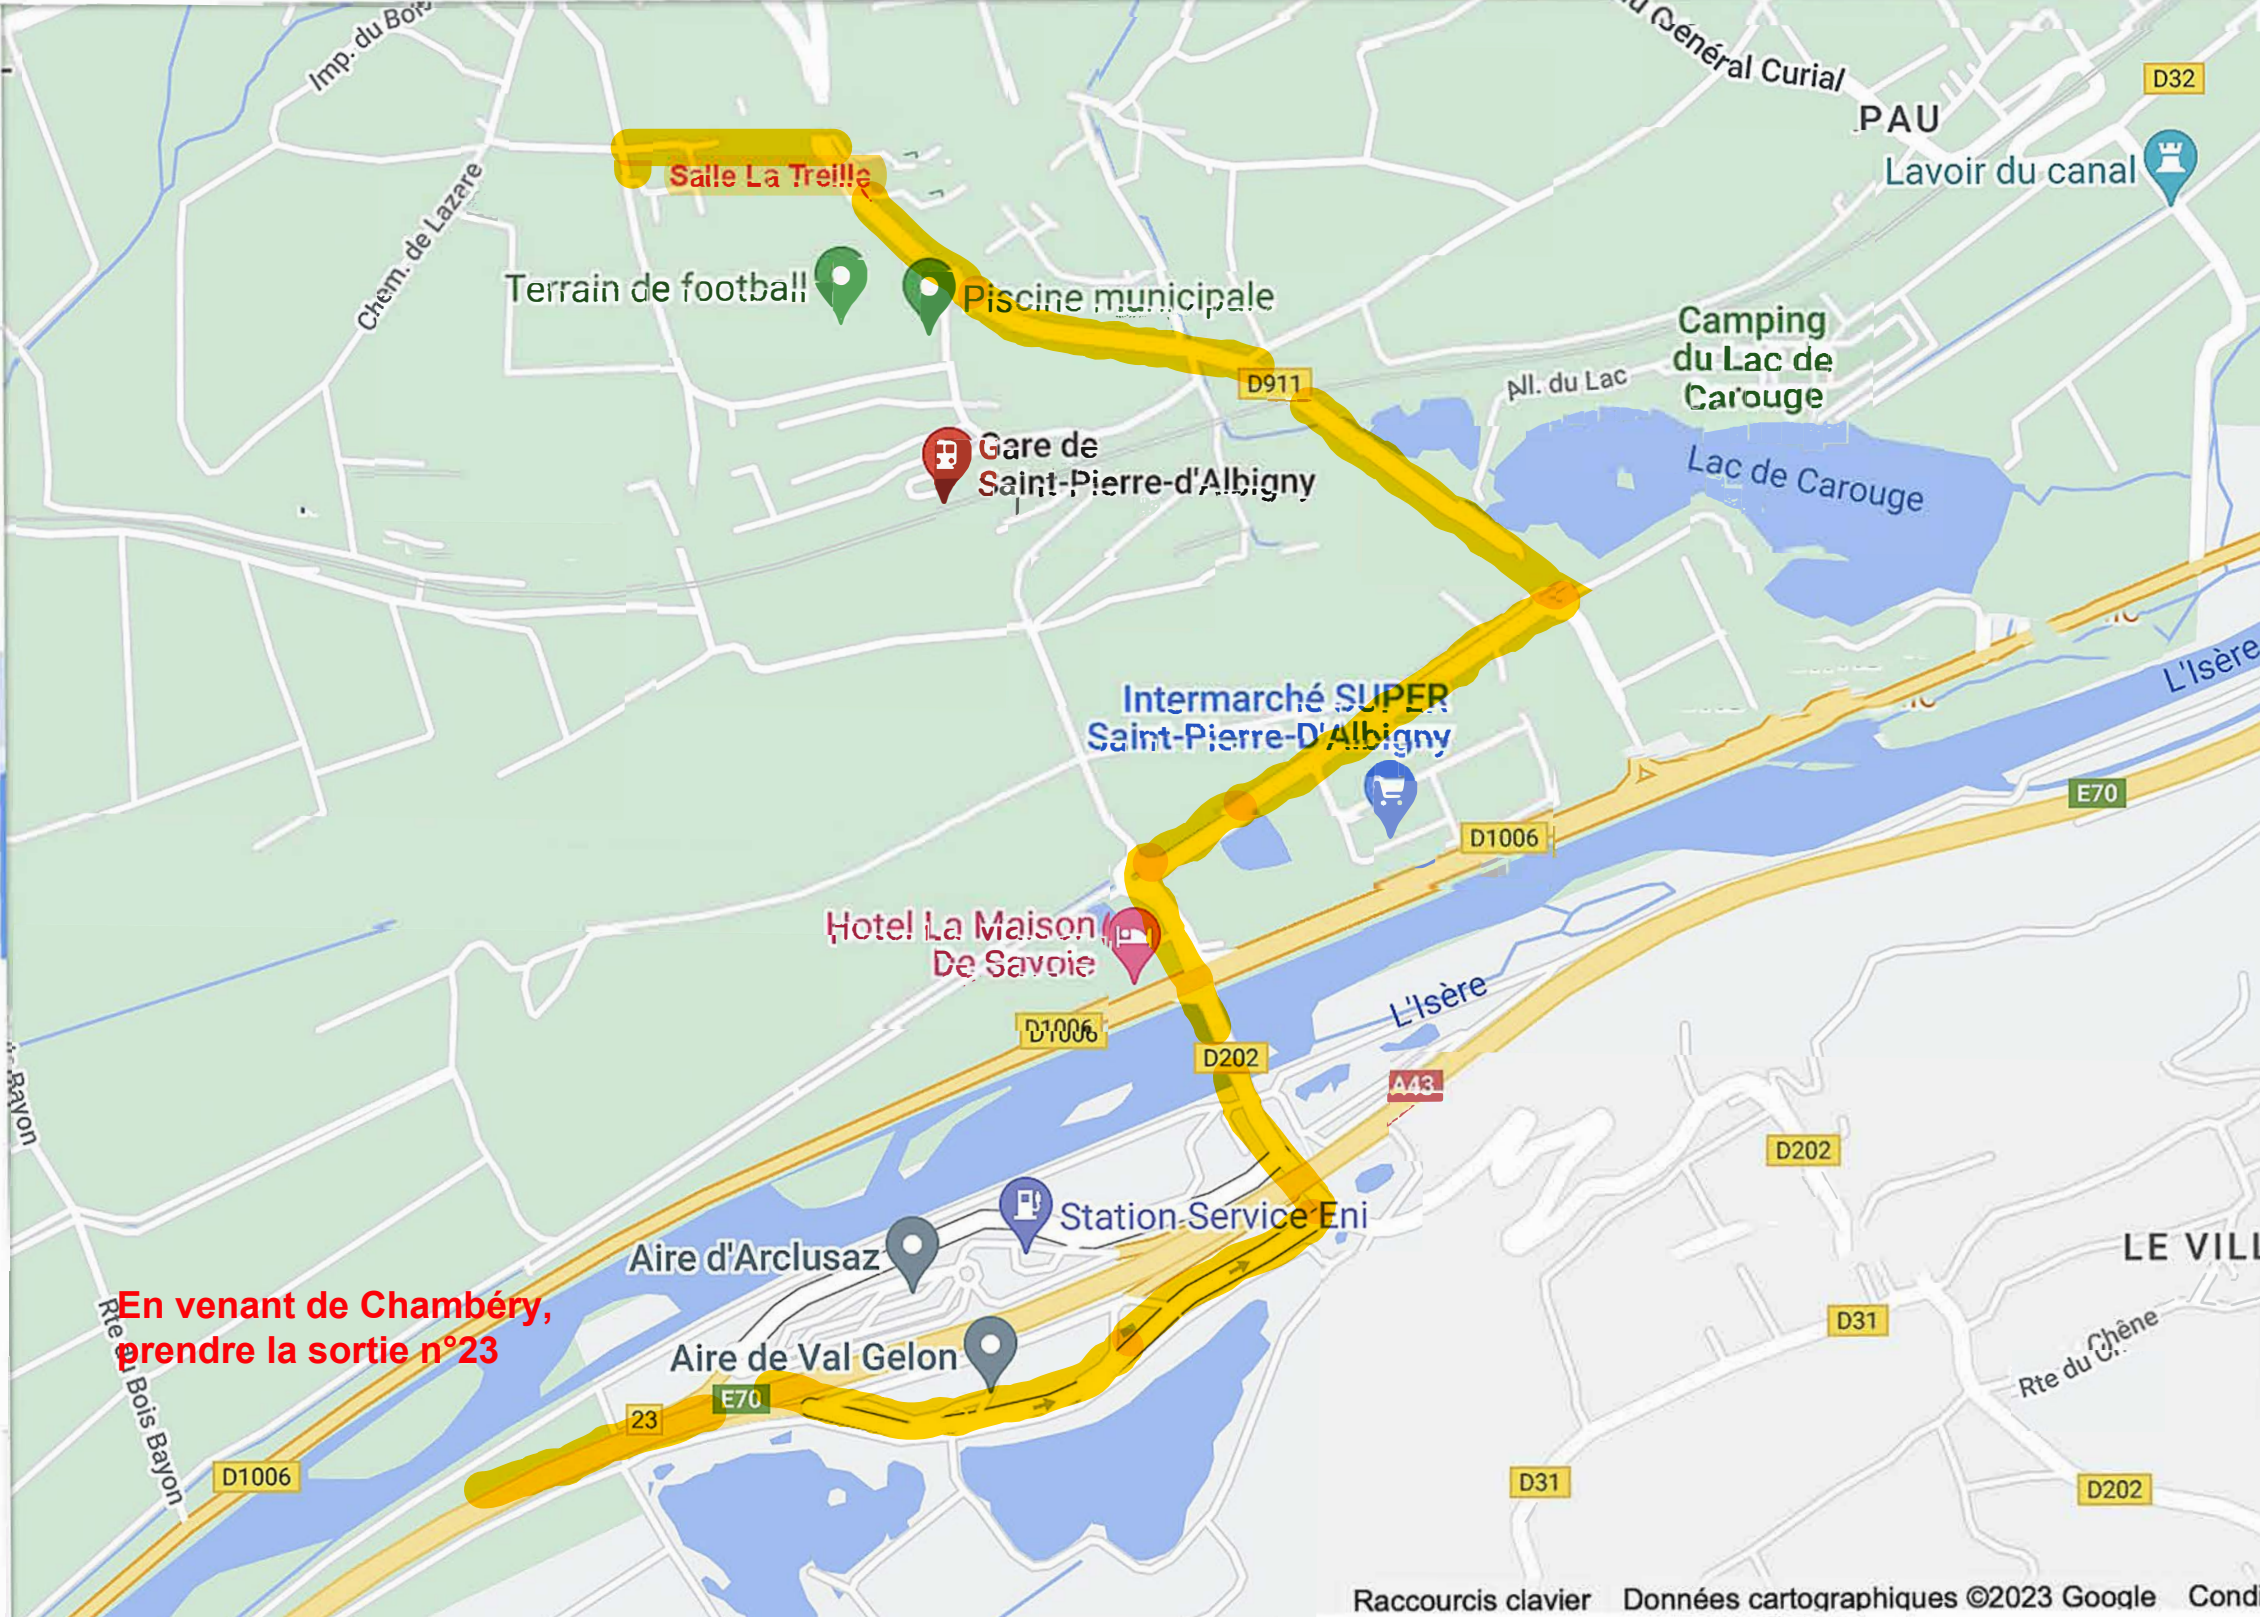 Imp. du Bois
u Général Curial
D32
PAU
Lavoir du canal
Salle La Treille
Chem. de Lazare
Terrain de football
Piscine municipale
Camping
du Lac de
Carouge
D911
All. du Lac
Gare de
Saint-Pierre-d'Albigny
Lac de Carouge
L'Isère
Intermarché SUPER
Saint-Pierre-D'Albigny
E70
D1006
Hotel La Maison
De Savoie
L'Isère
D1006
D202
A43
Bayon
D202
Station Service Eni
Aire d'Arclusaz
LE VILL
En venant de Chambéry,
prendre la sortie n°23
Rte du Bois Bayon
D31
Rte du Chêne
Aire de Val Gelon
E70
23
D1006
D31
D202
Raccourcis clavier Données cartographiques ©2023 Google Condi